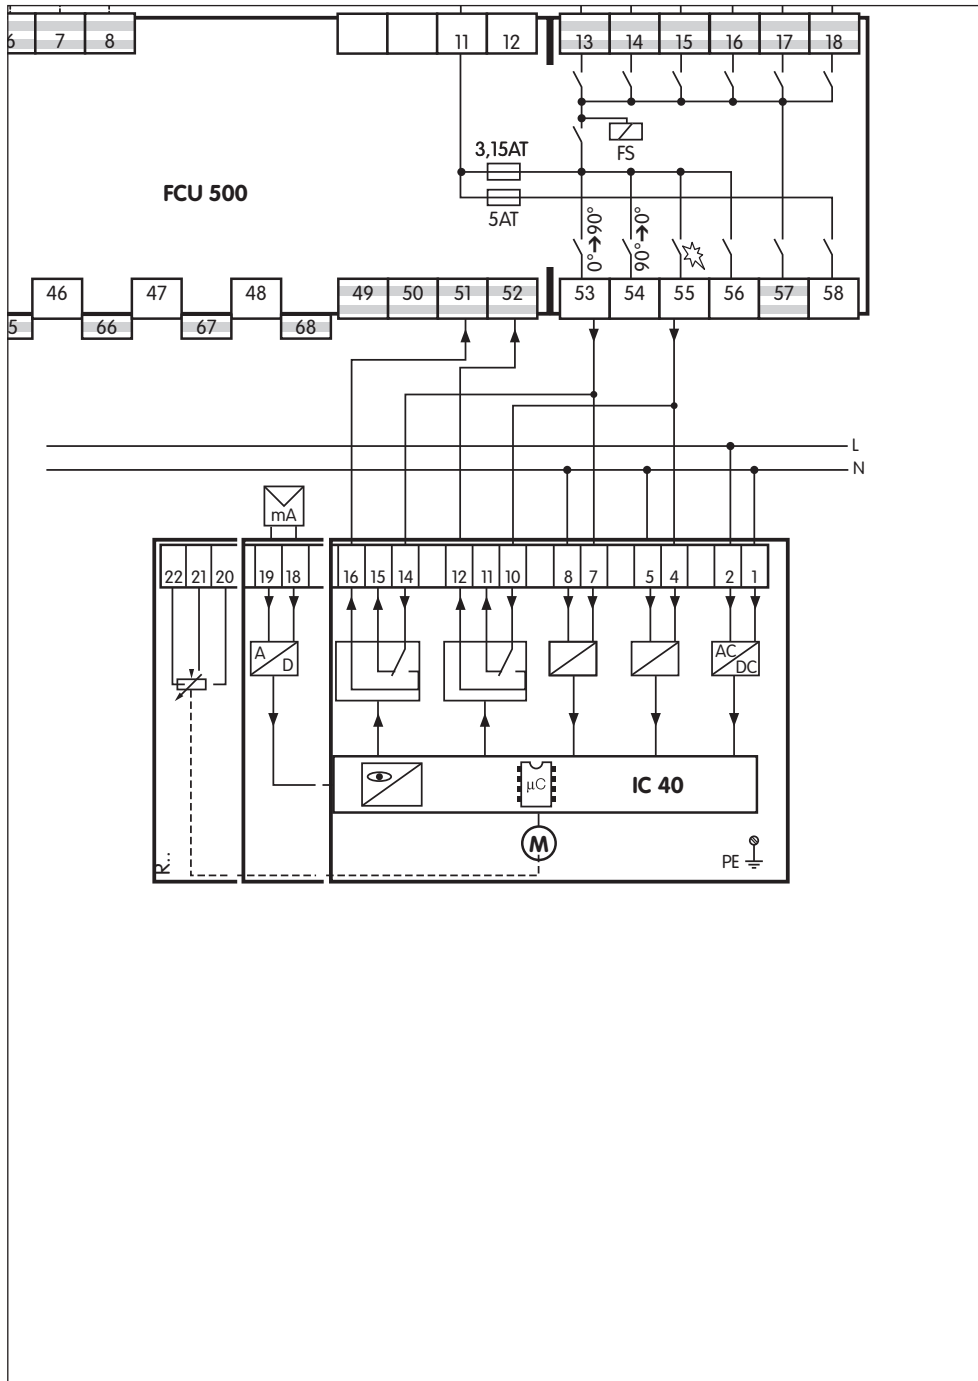 6 7 8 11 12 13 14 15 16 17 18
FS
3,15AT
FCU 500
5AT
0°➔90°
90°➔0°
46 47 48 49 50 51 52 53 54 55 56 57 58
5 66 67 68
L
N
mA
22 21 20 19 18 16 15 14 12 11 10 8 7 5 4 2 1
A
D
AC
DC
µC
IC 40
M
PE
R...